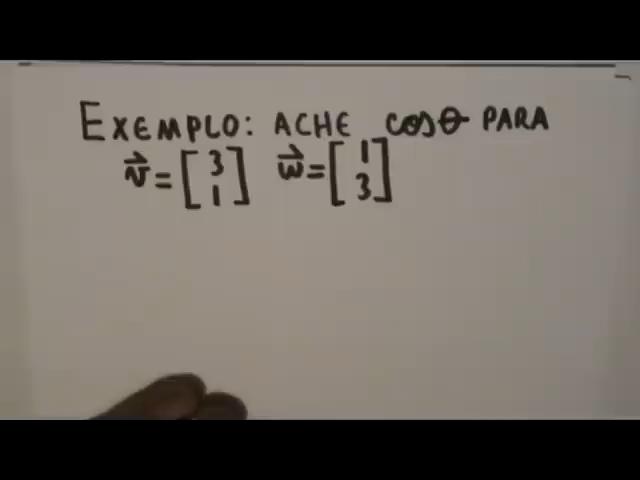 EXEMPLO: ACHE cosθ PARA
v⃗ = [3 1] w⃗ = [1 3]